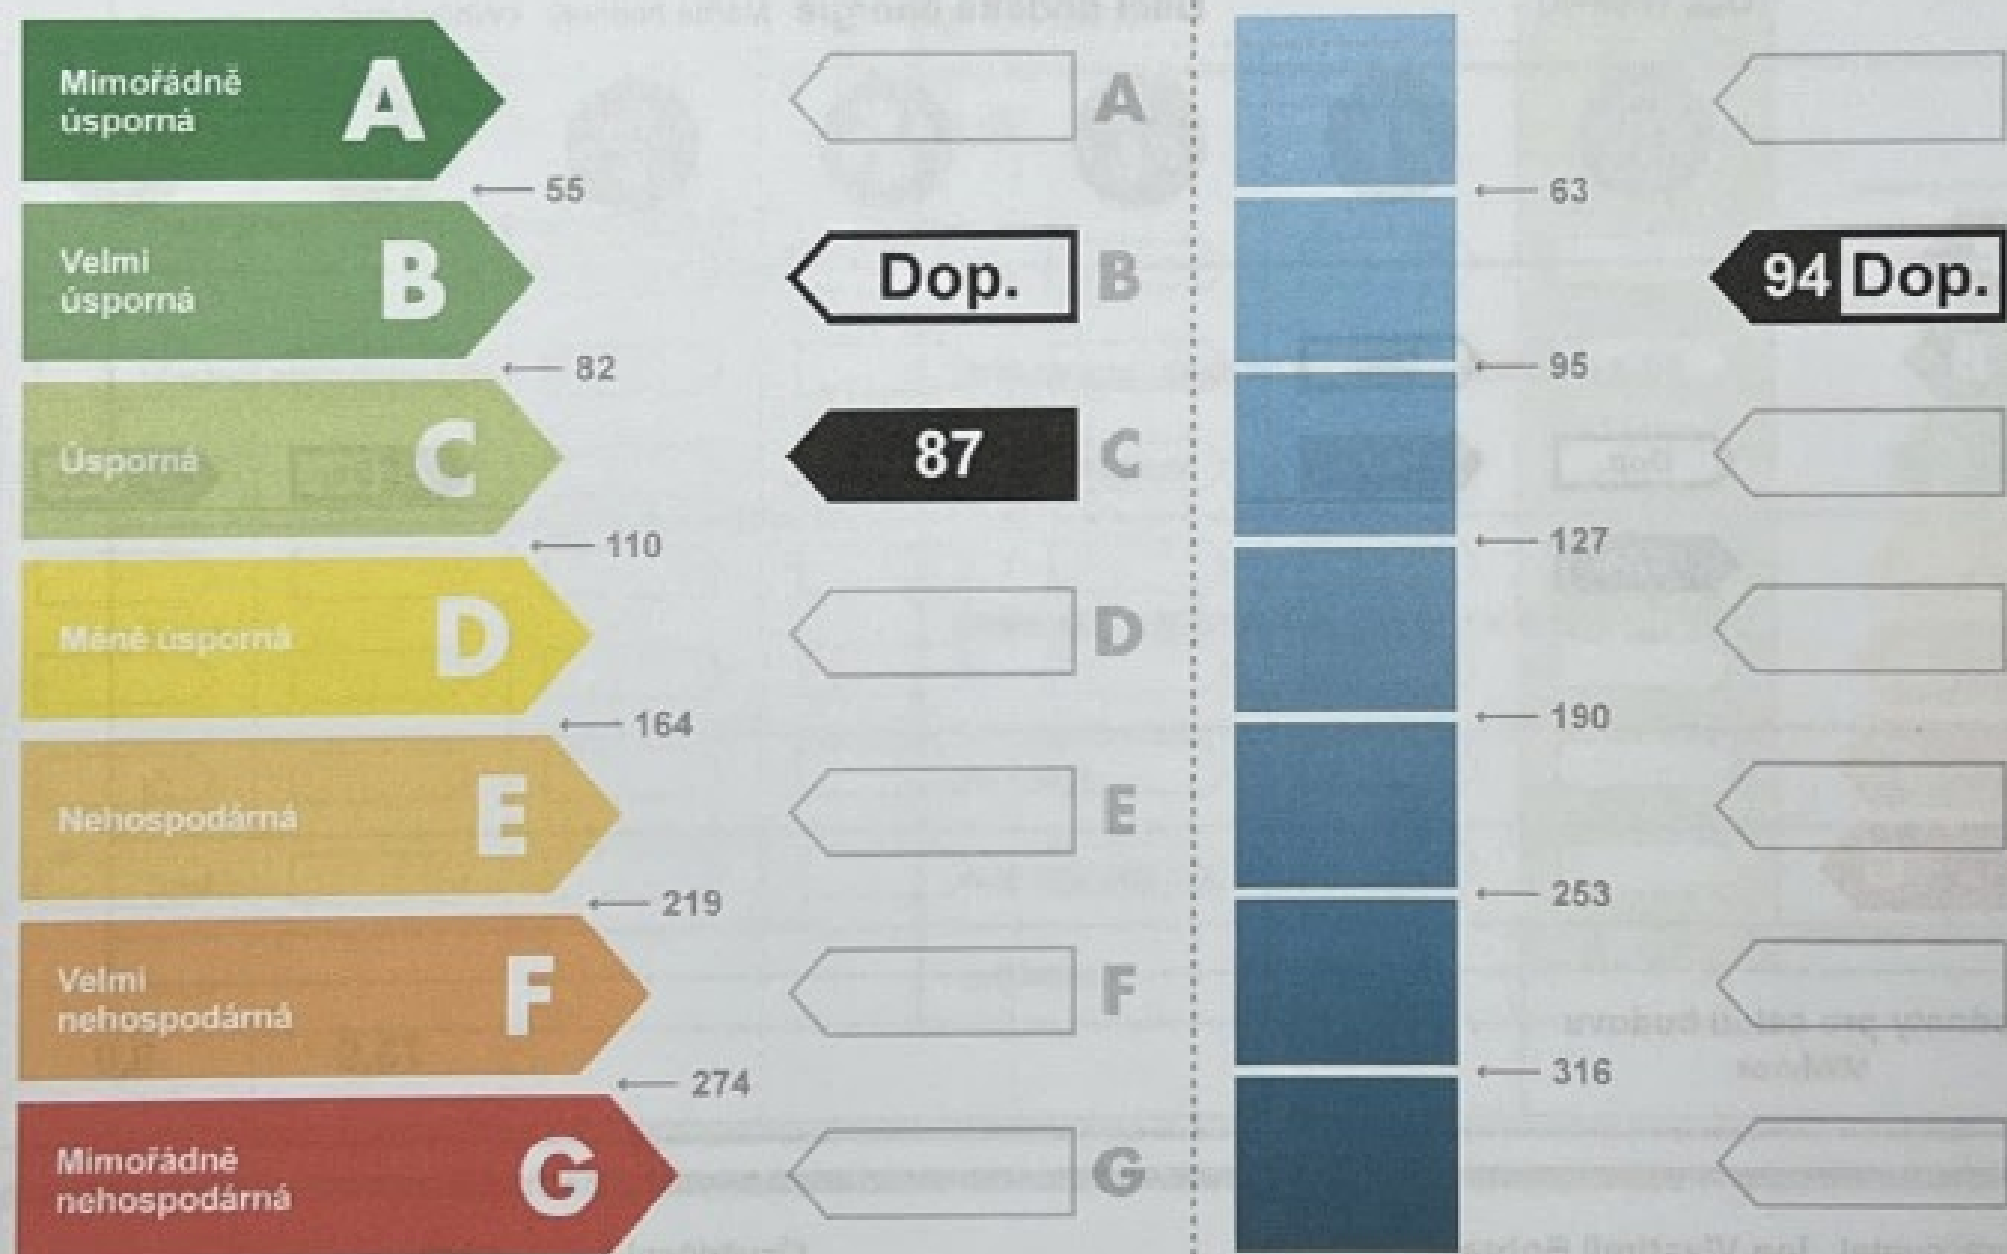 Mimořádně
úsporná
A
A
55
63
Velmi
úsporná
B
Dop.
B
94 Dop.
82
95
Úsporná
C
87
C
110
127
Méně úsporná
D
D
164
190
Nehospodárná
E
E
219
253
Velmi
nehospodárná
F
F
274
316
Mimořádně
nehospodárná
G
G